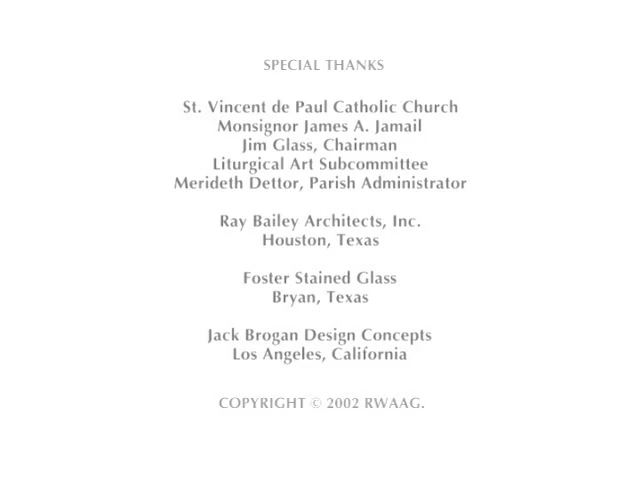 SPECIAL THANKS
St. Vincent de Paul Catholic Church
Monsignor James A. Jamail
Jim Glass, Chairman
Liturgical Art Subcommittee
Merideth Dettor, Parish Administrator
Ray Bailey Architects, Inc.
Houston, Texas
Foster Stained Glass
Bryan, Texas
Jack Brogan Design Concepts
Los Angeles, California
COPYRIGHT © 2002 RWAAG.